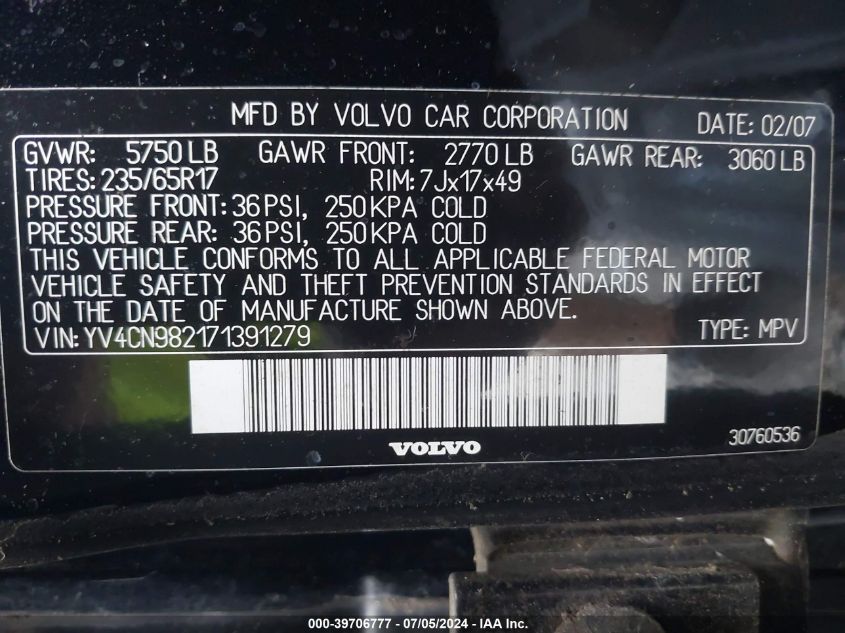 MFD BY VOLVO CAR CORPORATION DATE: 02/07
GVWR: 5750 LB GAWR FRONT: 2770 LB GAWR REAR: 3060 LB
TIRES: 235/65R17 RIM: 7Jx17x49
PRESSURE FRONT: 36 PSI, 250 KPA COLD
PRESSURE REAR: 36 PSI, 250 KPA COLD
THIS VEHICLE CONFORMS TO ALL APPLICABLE FEDERAL MOTOR
VEHICLE SAFETY AND THEFT PREVENTION STANDARDS IN EFFECT
ON THE DATE OF MANUFACTURE SHOWN ABOVE.
VIN: YV4CN982171391279 TYPE: MPV
VOLVO 30760536
000-39706777 / 07/05/2024 - IAA Inc.